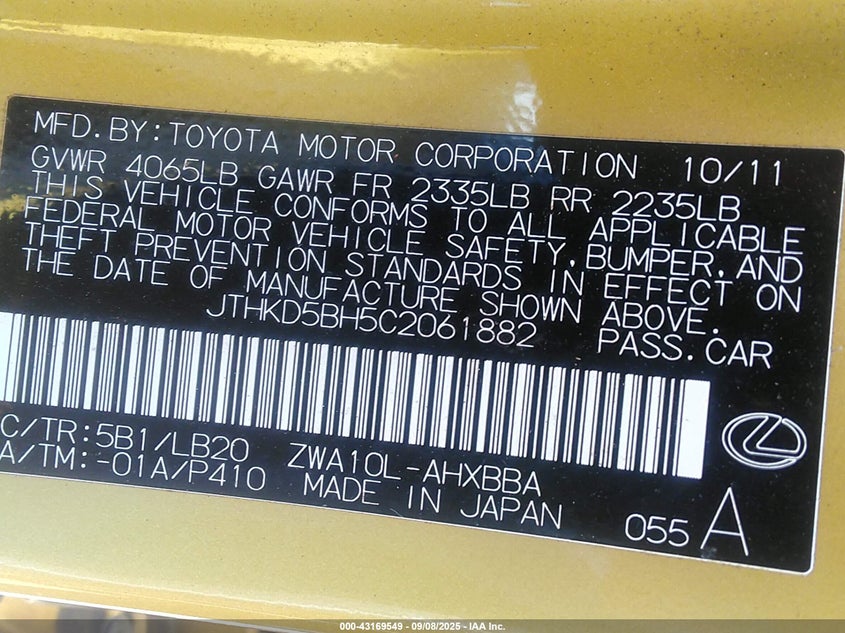 MFD.BY:TOYOTA MOTOR CORPORATION 10/11
GVWR 4065LB GAWR FR 2335LB RR 2235LB
THIS VEHICLE CONFORMS TO ALL APPLICABLE
FEDERAL MOTOR VEHICLE SAFETY,BUMPER,AND
THEFT PREVENTION STANDARDS IN EFFECT ON
THE DATE OF MANUFACTURE SHOWN ABOVE.
JTHKD5BH5C2061882 PASS.CAR
C/TR:5B1/LB20 ZWA10L-AHXBBA
A/TM:-01A/P410 MADE IN JAPAN
055 A
000-43169549 - 09/08/2025 - IAA Inc.